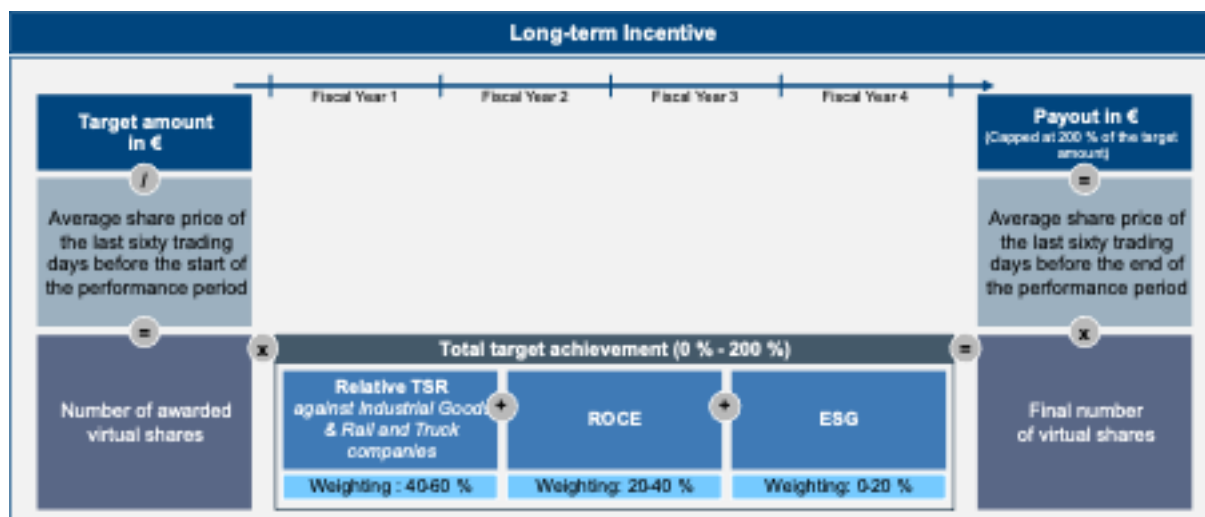 Long-term Incentive
Fiscal Year 1
Fiscal Year 2
Fiscal Year 3
Fiscal Year 4
Target amount
in €
/
Average share price of
the last sixty trading
days before the start of
the performance period
=
Number of awarded
virtual shares
x
Total target achievement (0 % - 200 %)
Relative TSR
against Industrial Goods
& Rail and Truck
companies
Weighting : 40-60 %
+
ROCE
Weighting: 20-40 %
+
ESG
Weighting: 0-20 %
=
Payout in €
(Capped at 200 % of the target
amount)
=
Average share price of
the last sixty trading
days before the end of
the performance period
x
Final number
of virtual shares